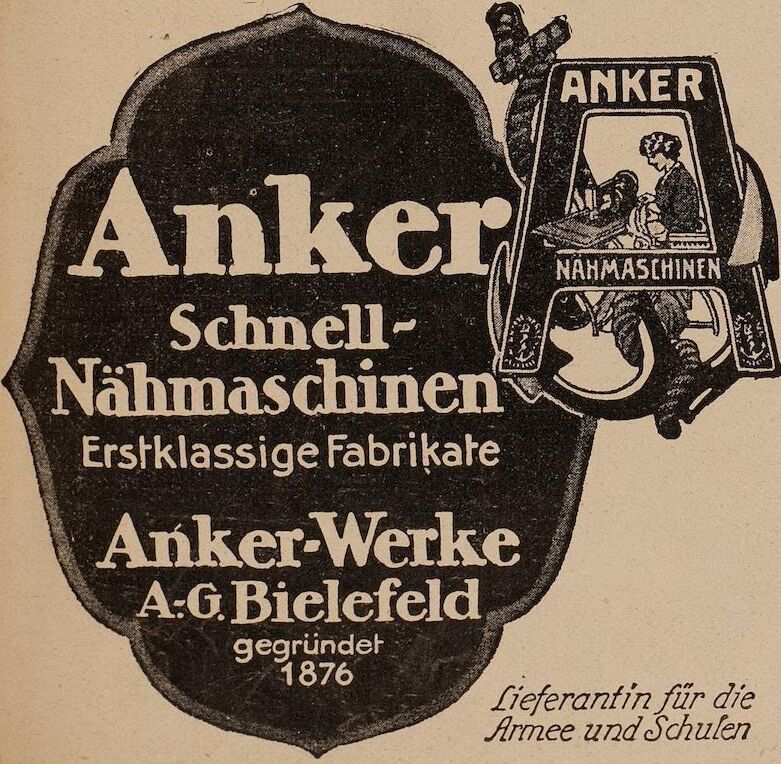 Anker
Schnell-
Nähmaschinen
Erstklassige Fabrikate
Anker-Werke
A.-G. Bielefeld
gegründet
1876
ANKER
NÄHMASCHINEN
Lieferantin für die
Armee und Schulen